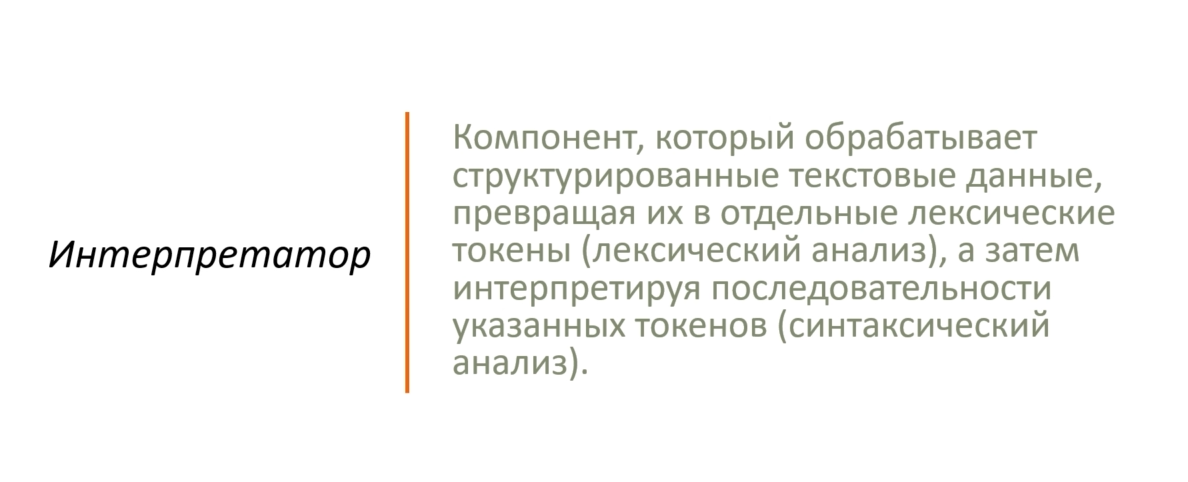 Интерпретатор
Компонент, который обрабатывает
структурированные текстовые данные,
превращая их в отдельные лексические
токены (лексический анализ), а затем
интерпретируя последовательности
указанных токенов (синтаксический
анализ).